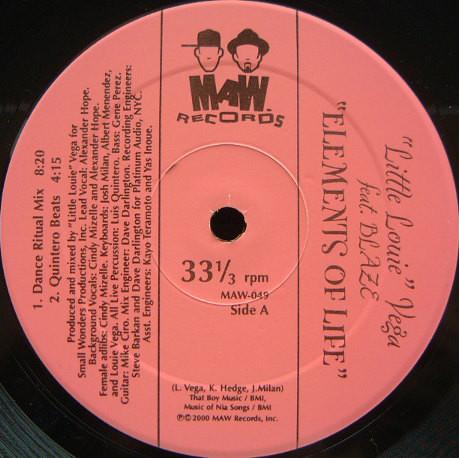 MAW.
RECORDS
"Little Louie" Vega
feat. BLAZE
"ELEMENTS OF LIFE"
33⅓ rpm
MAW-049
Side A
1. Dance Ritual Mix 8:20
2. Quintero Beats 4:15
Produced and mixed by "Little Louie" Vega for
Small Wonders Productions, Inc. Lead Vocal: Alexander Hope.
Background Vocals: Cindy Mizelle and Alexander Hope.
Female adlibs: Cindy Mizelle. Keyboards: Josh Milan, Albert Menendez,
and Louie Vega. All Live Percussion: Luis Quintero. Bass: Gene Perez.
Guitar: Mike Ciro. Mix Engineer: Dave Darlington. Recording Engineers:
Steve Barkan and Dave Darlington for Platinum Audio, NYC.
Asst. Engineers: Kayo Teramoto and Yas Inoue.
(L. Vega, K. Hedge, J.Milan)
That Boy Music / BMI,
Music of Nia Songs / BMI
℗©2000 MAW Records, Inc.